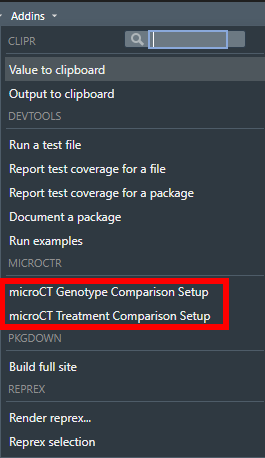 Addins
CLIPR
Value to clipboard
Output to clipboard
DEVTOOLS
Run a test file
Report test coverage for a file
Report test coverage for a package
Document a package
Run examples
MICROCTR
microCT Genotype Comparison Setup
microCT Treatment Comparison Setup
PKGDOWN
Build full site
REPREX
Render reprex...
Reprex selection